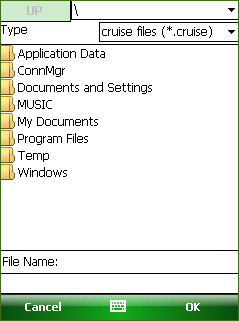 UP \
Type cruise files (*.cruise)
Application Data
ConnMgr
Documents and Settings
MUSIC
My Documents
Program Files
Temp
Windows
File Name:
Cancel OK